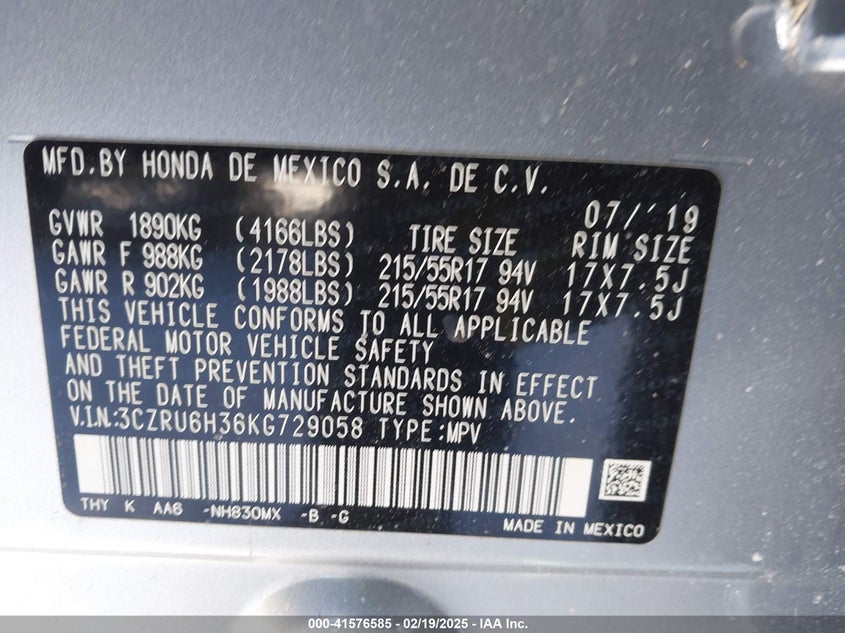 MFD.BY HONDA DE MEXICO S.A. DE C.V.
07/ '19
GVWR 1890KG (4166LBS) TIRE SIZE RIM SIZE
GAWR F 988KG (2178LBS) 215/55R17 94V 17X7.5J
GAWR R 902KG (1988LBS) 215/55R17 94V 17X7.5J
THIS VEHICLE CONFORMS TO ALL APPLICABLE
FEDERAL MOTOR VEHICLE SAFETY
AND THEFT PREVENTION STANDARDS IN EFFECT
ON THE DATE OF MANUFACTURE SHOWN ABOVE.
V.I.N:3CZRU6H36KG729058 TYPE:MPV
THY K AA6 -NH830MX -B -G
MADE IN MEXICO
000-41576585 / 02/19/2025 - IAA Inc.